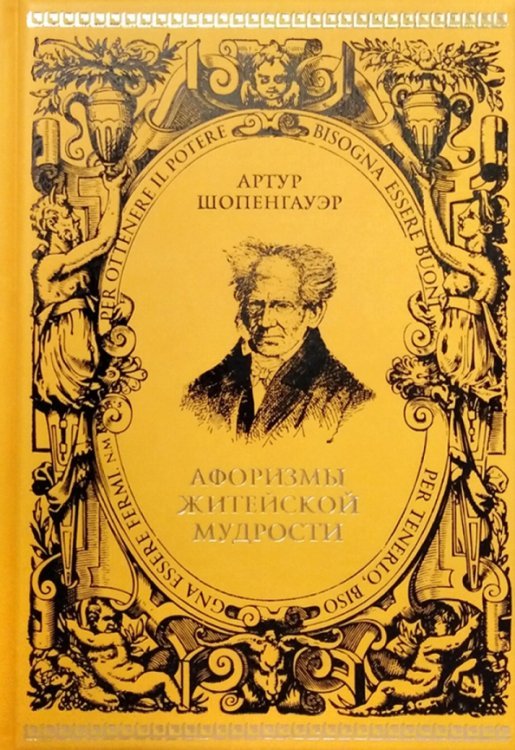 PER OTTENERE IL POTERE
BISOGNA ESSERE BUONI
АРТУР
ШОПЕНГАУЭР
АФОРИЗМЫ
ЖИТЕЙСКОЙ
МУДРОСТИ
PER TENERLO, BISO
GNA ESSERE FERMI.